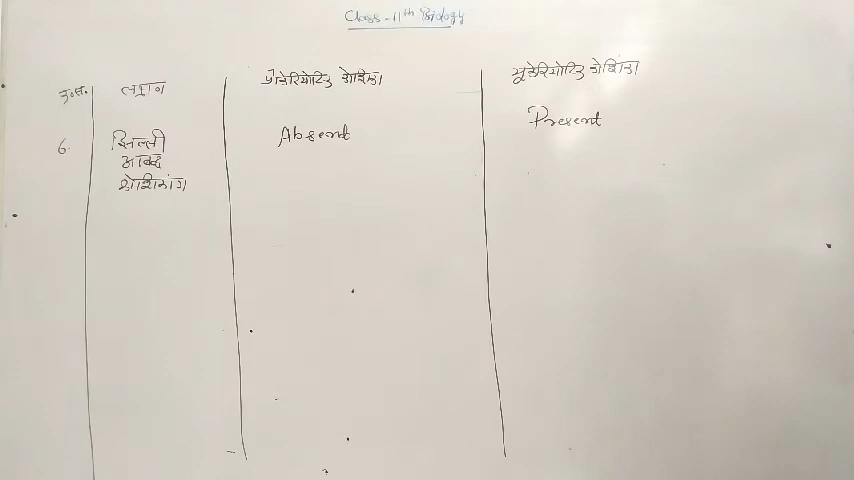 Class - 11th Biology
क्र.सं. लक्षण प्रोकेरियोटिक कोशिका यूकेरियोटिक कोशिका
6. झिल्ली Absent Present
आबद्ध
कोशिकांग